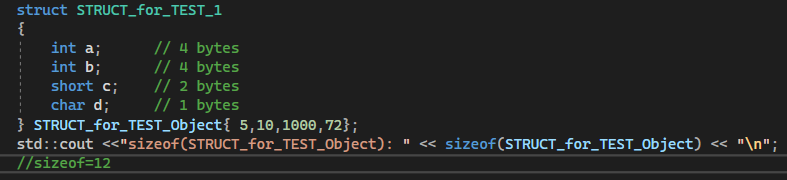 struct STRUCT_for_TEST_1
{
int a; // 4 bytes
int b; // 4 bytes
short c; // 2 bytes
char d; // 1 bytes
} STRUCT_for_TEST_Object{ 5,10,1000,72};
std::cout <<"sizeof(STRUCT_for_TEST_Object): " << sizeof(STRUCT_for_TEST_Object) << "\n";
//sizeof=12